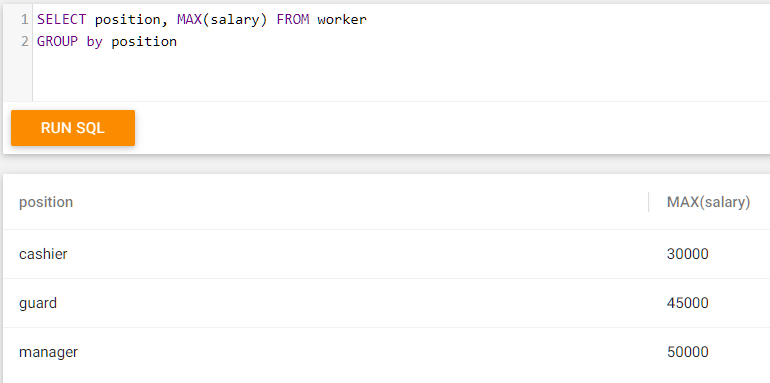 1 SELECT position, MAX(salary) FROM worker
2 GROUP by position
RUN SQL
position MAX(salary)
cashier 30000
guard 45000
manager 50000